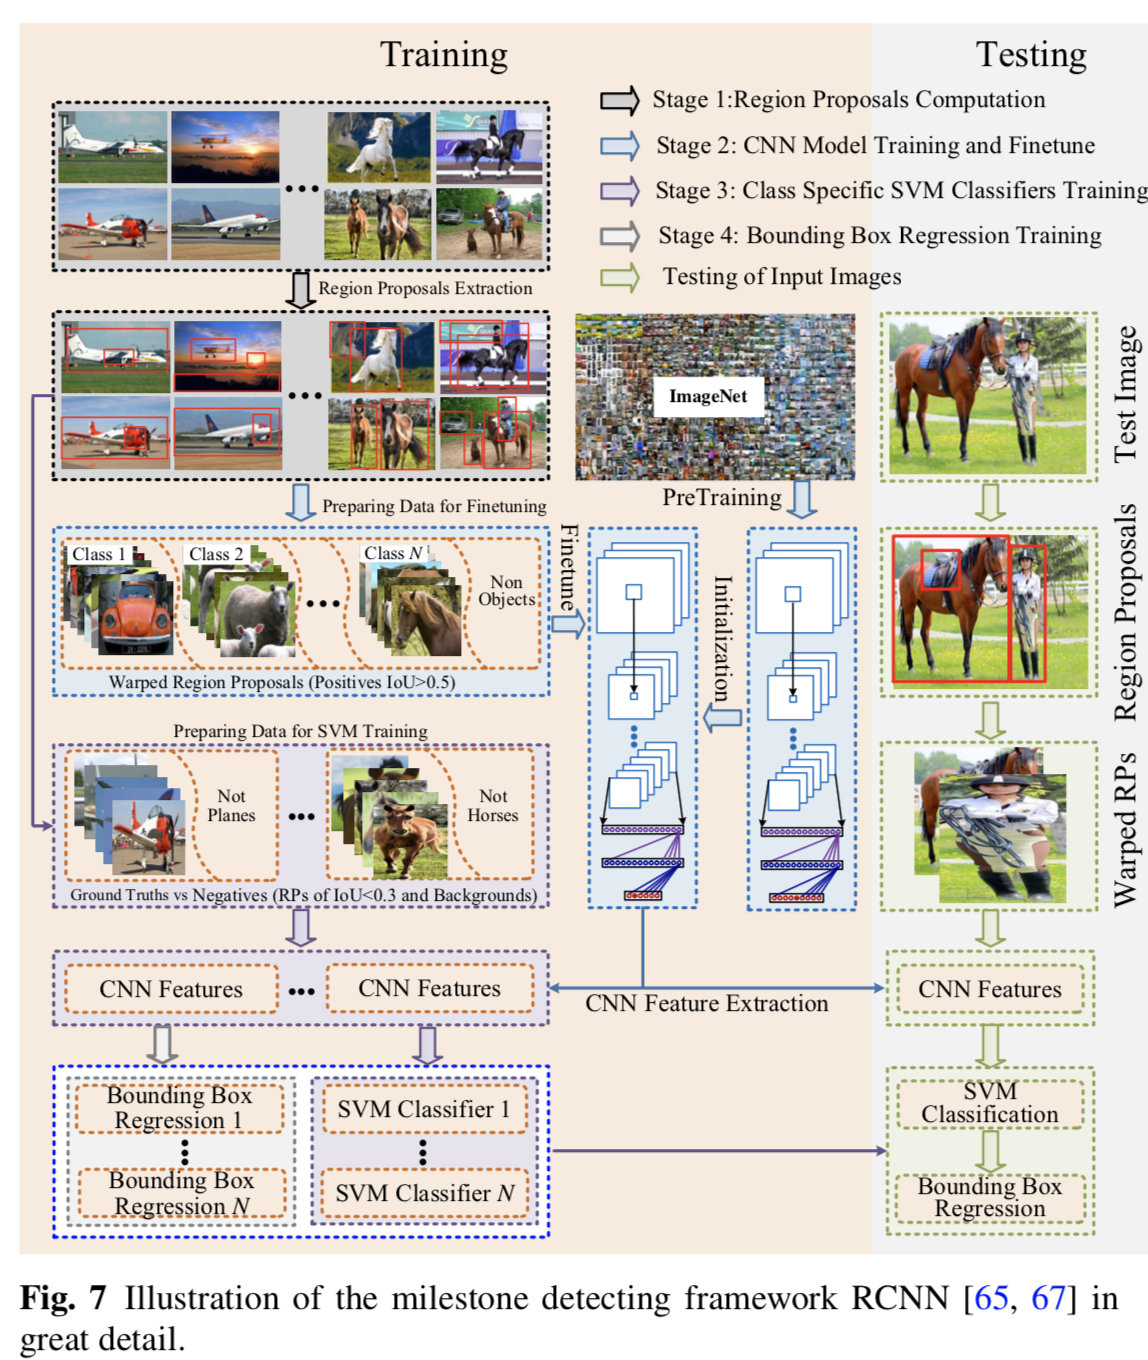 Training
Testing
Stage 1:Region Proposals Computation
Stage 2: CNN Model Training and Finetune
Stage 3: Class Specific SVM Classifiers Training
Stage 4: Bounding Box Regression Training
Testing of Input Images
Region Proposals Extraction
ImageNet
Test Image
PreTraining
Preparing Data for Finetuning
Finetune
Initialization
Region Proposals
Class 1
Class 2
Class N
Non
Objects
Warped Region Proposals (Positives IoU>0.5)
Preparing Data for SVM Training
Not
Planes
Not
Horses
Ground Truths vs Negatives (RPs of IoU<0.3 and Backgrounds)
Warped RPs
CNN Features
CNN Features
CNN Feature Extraction
CNN Features
Bounding Box
Regression 1
Bounding Box
Regression N
SVM Classifier 1
SVM Classifier N
SVM
Classification
Bounding Box
Regression
Fig. 7 Illustration of the milestone detecting framework RCNN [65, 67] in
great detail.